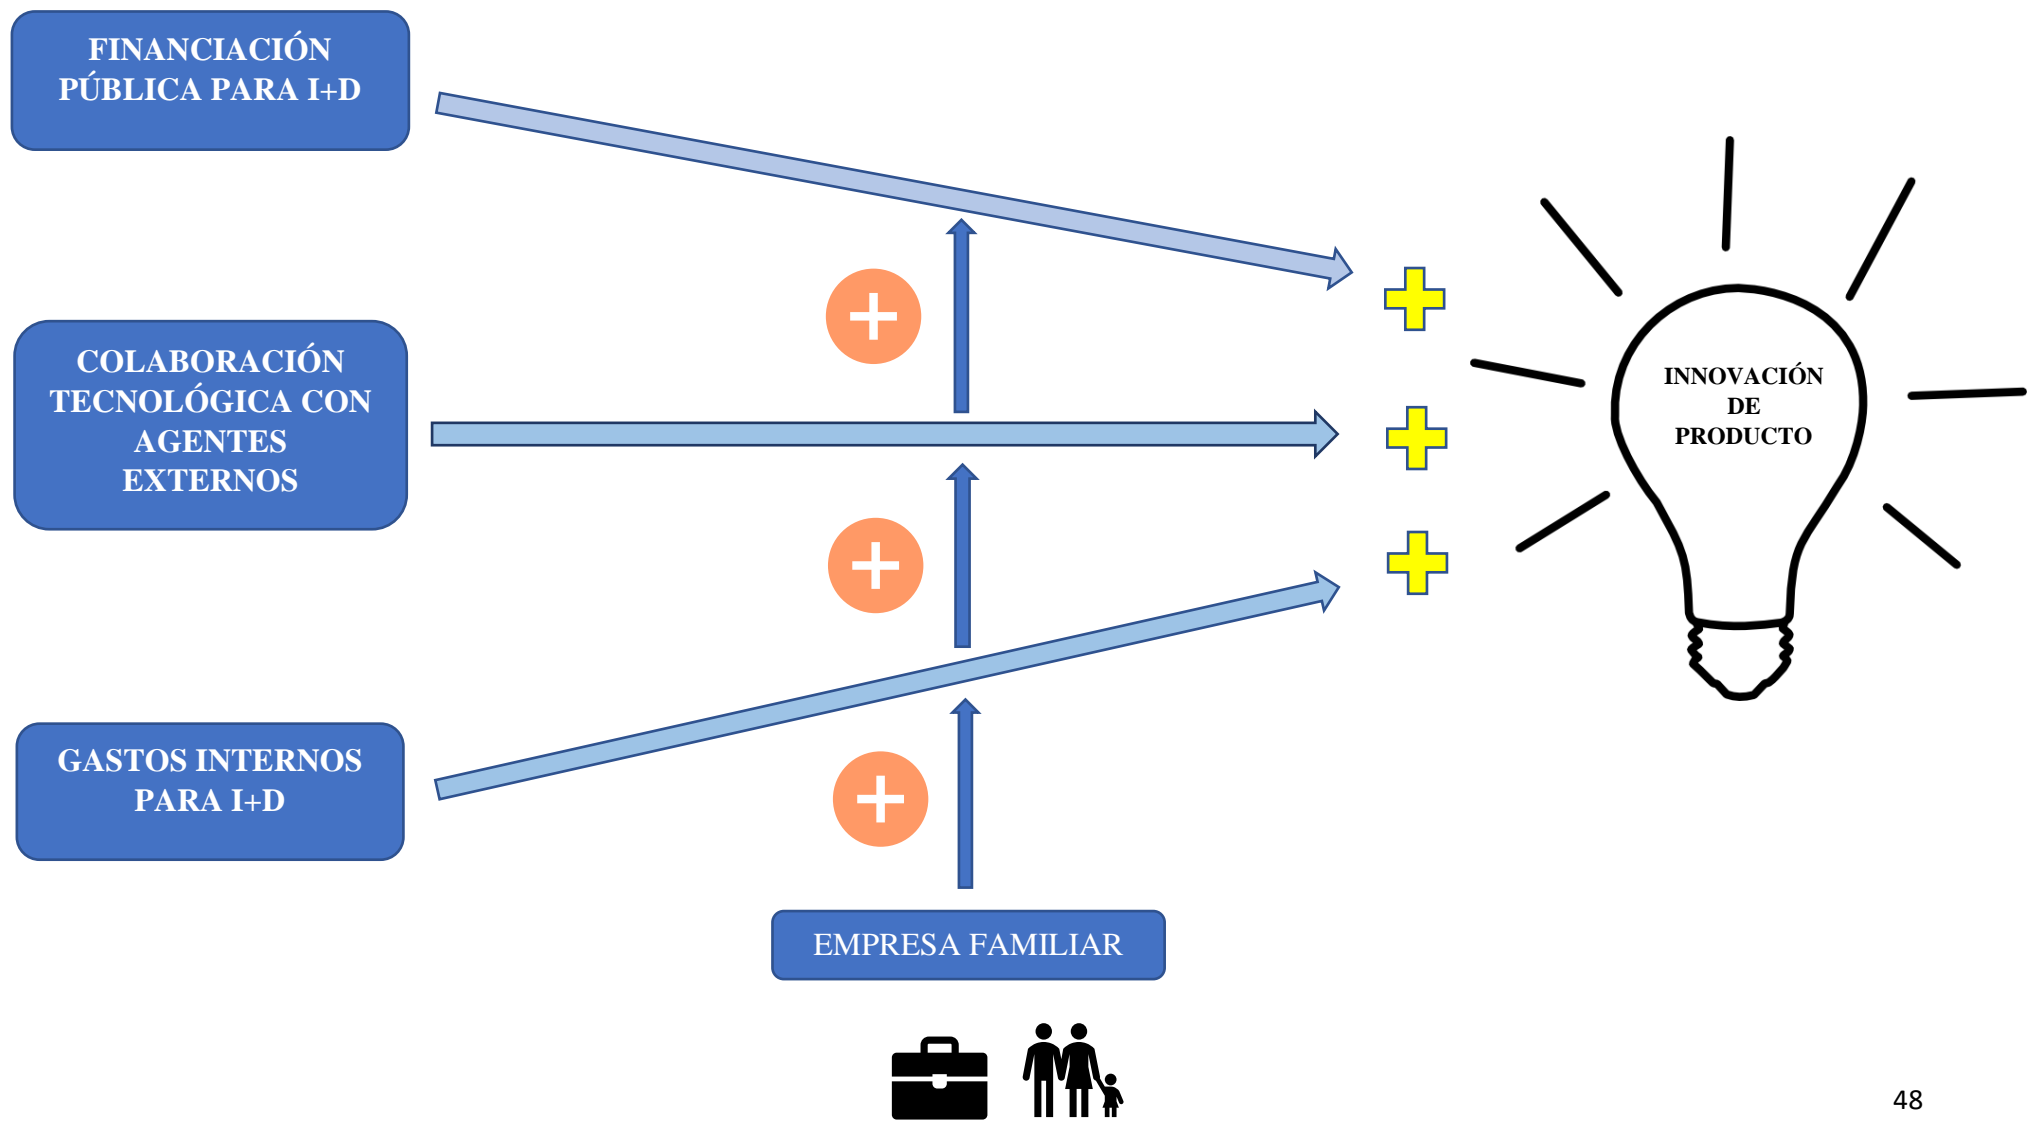 FINANCIACIÓN
PÚBLICA PARA I+D
COLABORACIÓN
TECNOLÓGICA CON
AGENTES
EXTERNOS
GASTOS INTERNOS
PARA I+D
INNOVACIÓN
DE
PRODUCTO
EMPRESA FAMILIAR
48